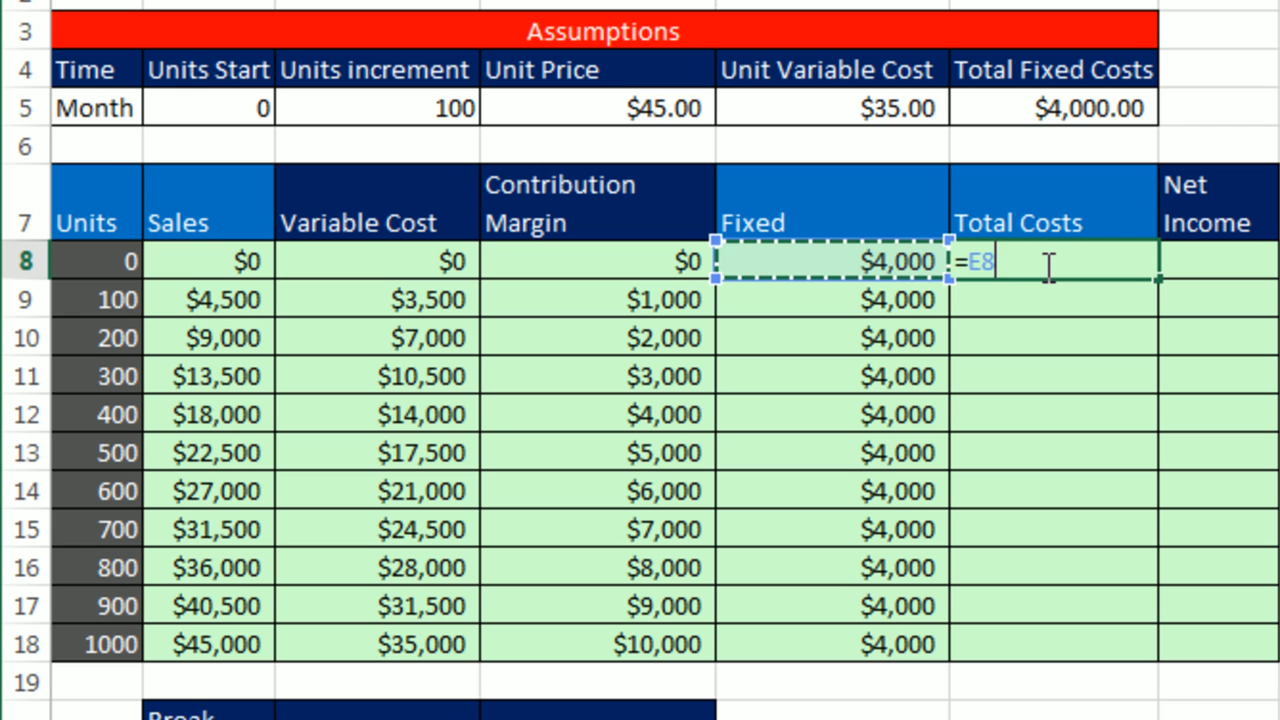 3 Assumptions
4 Time Units Start Units increment Unit Price Unit Variable Cost Total Fixed Costs
5 Month 0 100 $45.00 $35.00 $4,000.00
6
Contribution Net
7 Units Sales Variable Cost Margin Fixed Total Costs Income
8 0 $0 $0 $0 $4,000 =E8
9 100 $4,500 $3,500 $1,000 $4,000
10 200 $9,000 $7,000 $2,000 $4,000
11 300 $13,500 $10,500 $3,000 $4,000
12 400 $18,000 $14,000 $4,000 $4,000
13 500 $22,500 $17,500 $5,000 $4,000
14 600 $27,000 $21,000 $6,000 $4,000
15 700 $31,500 $24,500 $7,000 $4,000
16 800 $36,000 $28,000 $8,000 $4,000
17 900 $40,500 $31,500 $9,000 $4,000
18 1000 $45,000 $35,000 $10,000 $4,000
19
Break